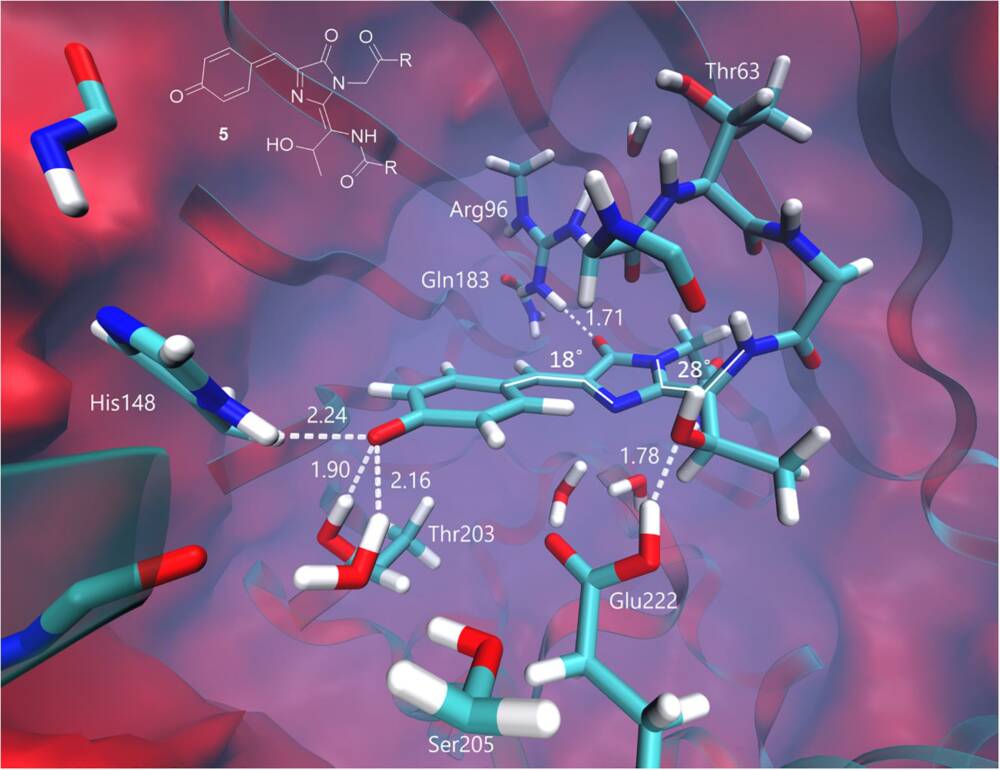 O
O
R
N
O
N
5
NH
HO
R
O
Thr63
Arg96
Gln183
1.71
18°
28°
His148
2.24
1.90
2.16
1.78
Thr203
Glu222
Ser205